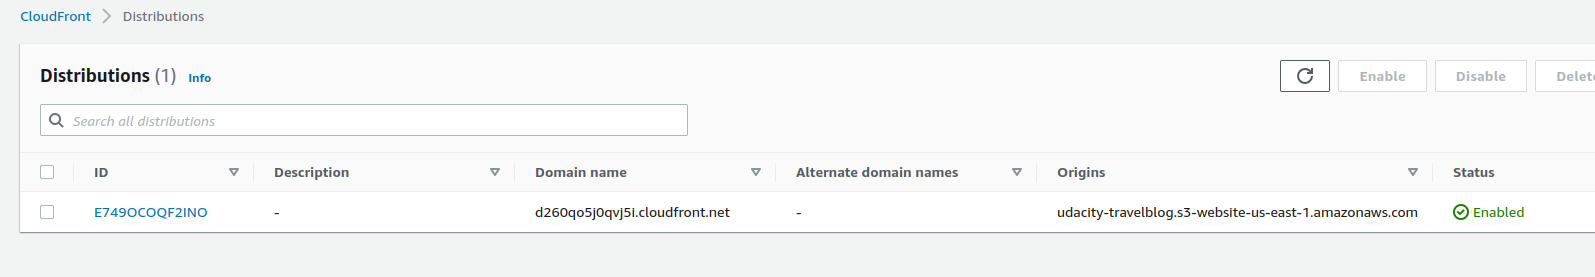 CloudFront > Distributions
Distributions (1) Info
Enable Disable Delet
Search all distributions
ID Description Domain name Alternate domain names Origins Status
E749OCOQF2INO - d260qo5j0qvj5i.cloudfront.net - udacity-travelblog.s3-website-us-east-1.amazonaws.com Enabled